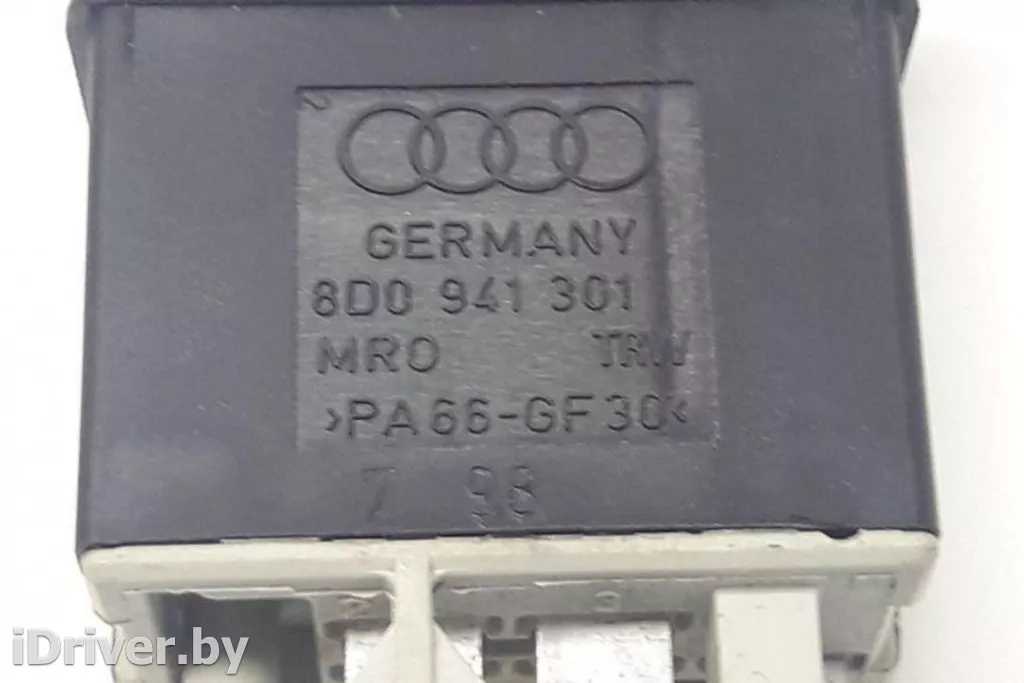 GERMANY
8D0 941 301
MRO TRW
>PA66-GF30<
7 98
iDriver.by